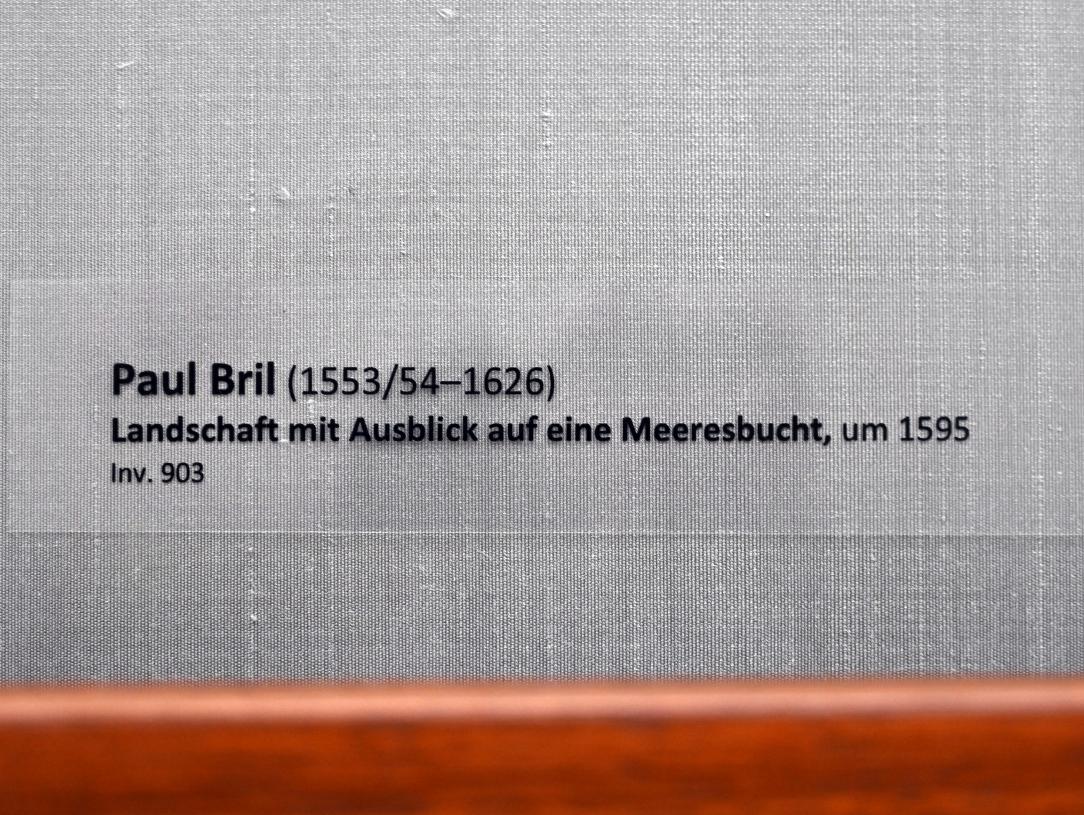 Paul Bril (1553/54–1626)
Landschaft mit Ausblick auf eine Meeresbucht, um 1595
Inv. 903